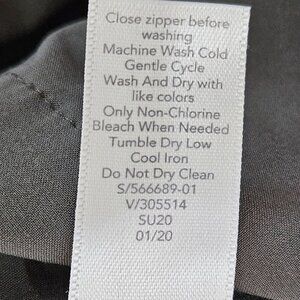 Close zipper before
washing
Machine Wash Cold
Gentle Cycle
Wash And Dry with
like colors
Only Non-Chlorine
Bleach When Needed
Tumble Dry Low
Cool Iron
Do Not Dry Clean
S/566689-01
V/305514
SU20
01/20